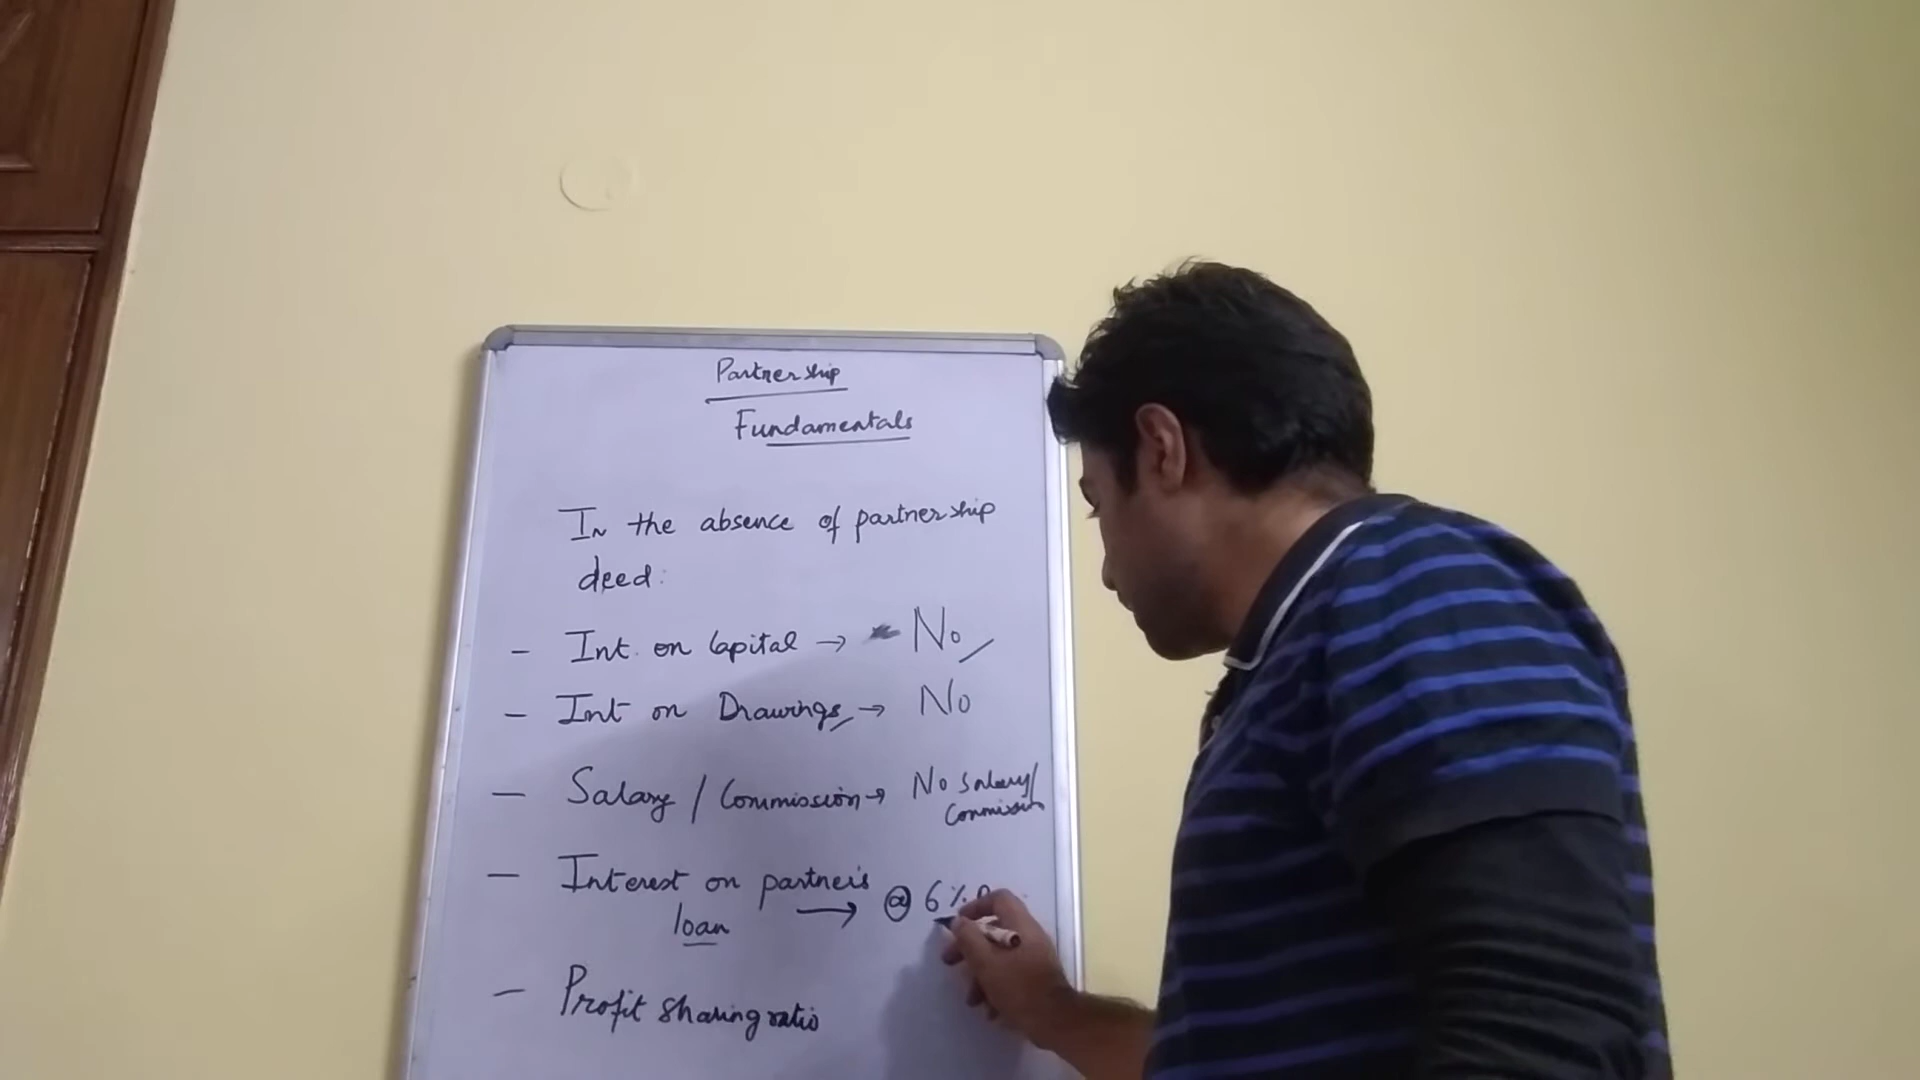 Partnership
Fundamentals
In the absence of partnership
deed:
- Int. on Capital → No
- Int on Drawings → No
- Salary / Commission → No Salary/
Commission
- Interest on partner's
loan → @ 6%
- Profit sharing ratio